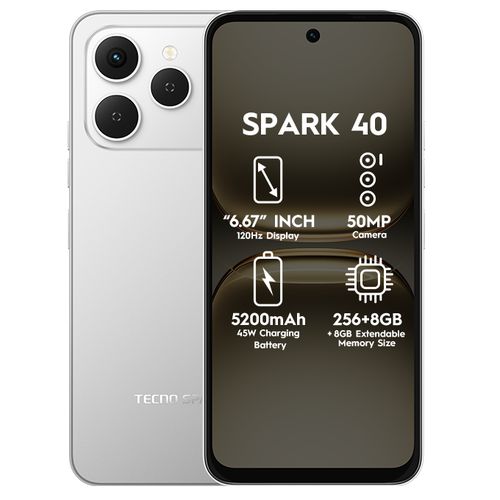 SPARK 40
“6.67” INCH
120Hz Display
50MP
Camera
5200mAh
45W Charging
Battery
256+8GB
+8GB Extendable
Memory Size
TECNO SPA